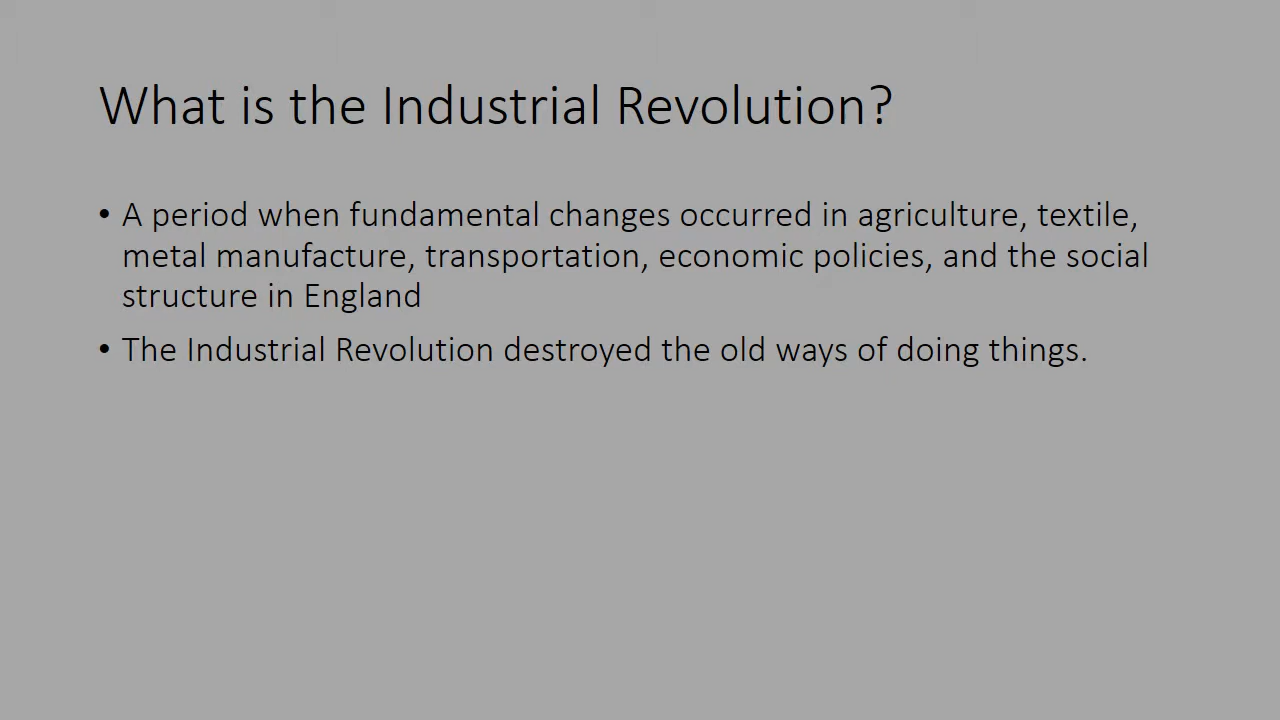 What is the Industrial Revolution?
• A period when fundamental changes occurred in agriculture, textile,
metal manufacture, transportation, economic policies, and the social
structure in England
• The Industrial Revolution destroyed the old ways of doing things.